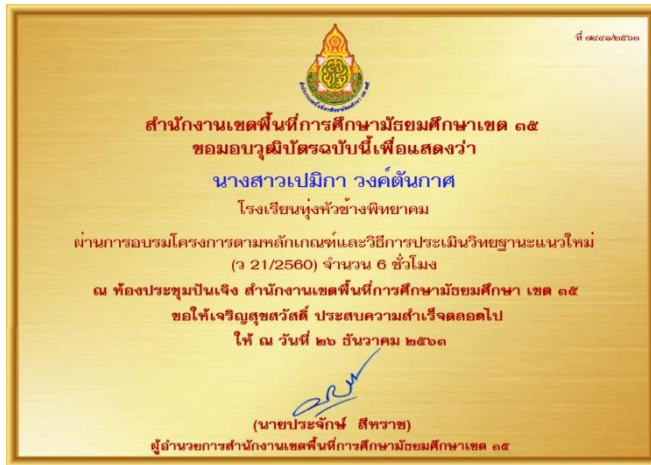 ที่ ๗๔๔๑/๒๕๖๑
สำนักงานเขตพื้นที่การศึกษามัธยมศึกษาเขต ๓๕
ขอมอบวุฒิบัตรฉบับนี้เพื่อแสดงว่า
นางสาวเปมิกา วงค์ตันกาศ
โรงเรียนทุ่งหัวช้างพิทยาคม
ผ่านการอบรมโครงการตามหลักเกณฑ์และวิธีการประเมินวิทยฐานะแนวใหม่
(ว 21/2560) จำนวน 6 ชั่วโมง
ณ ห้องประชุมปันเจิง สำนักงานเขตพื้นที่การศึกษามัธยมศึกษา เขต ๓๕
ขอให้เจริญสุขสวัสดิ์ ประสบความสำเร็จตลอดไป
ให้ ณ วันที่ ๒๖ ธันวาคม ๒๕๖๑
(นายประจักษ์ สีหราช)
ผู้อำนวยการสำนักงานเขตพื้นที่การศึกษามัธยมศึกษาเขต ๓๕